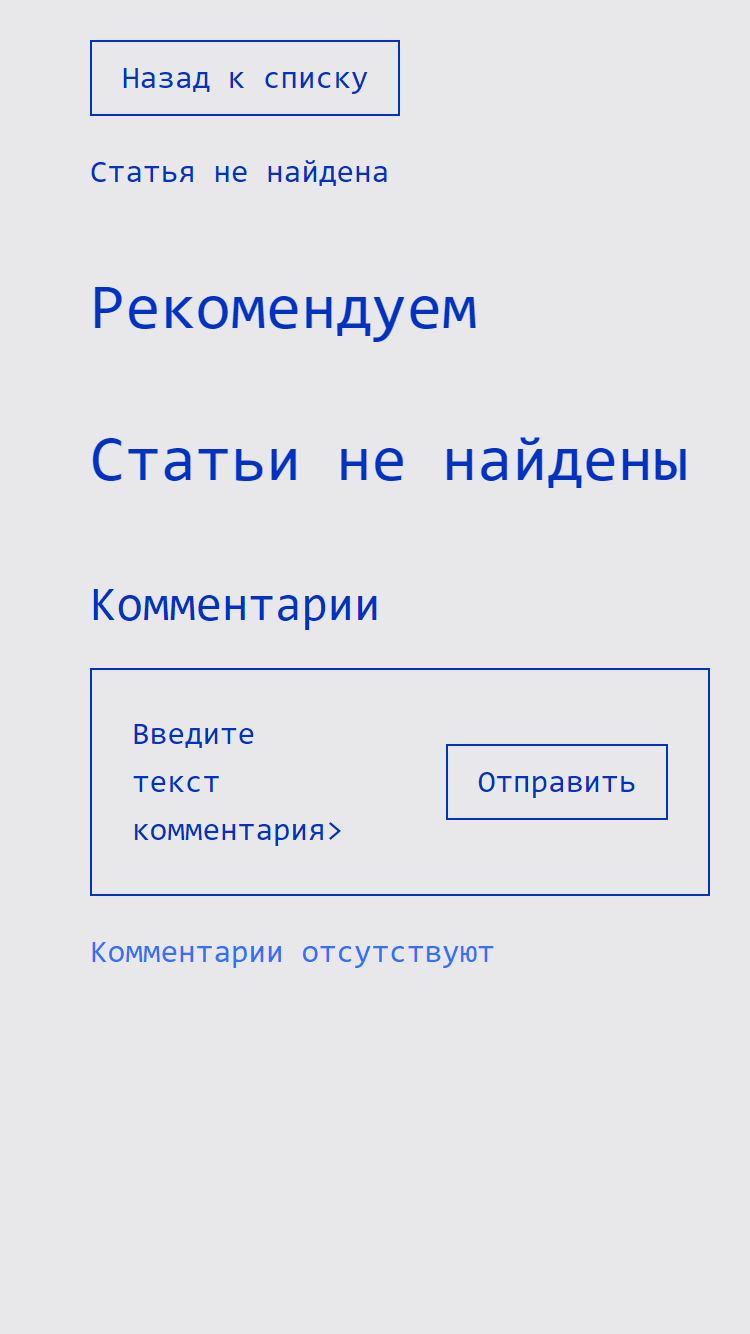 Назад к списку
Статья не найдена
Рекомендуем
Статьи не найдены
Комментарии
Введите
текст
комментария>
Отправить
Комментарии отсутствуют